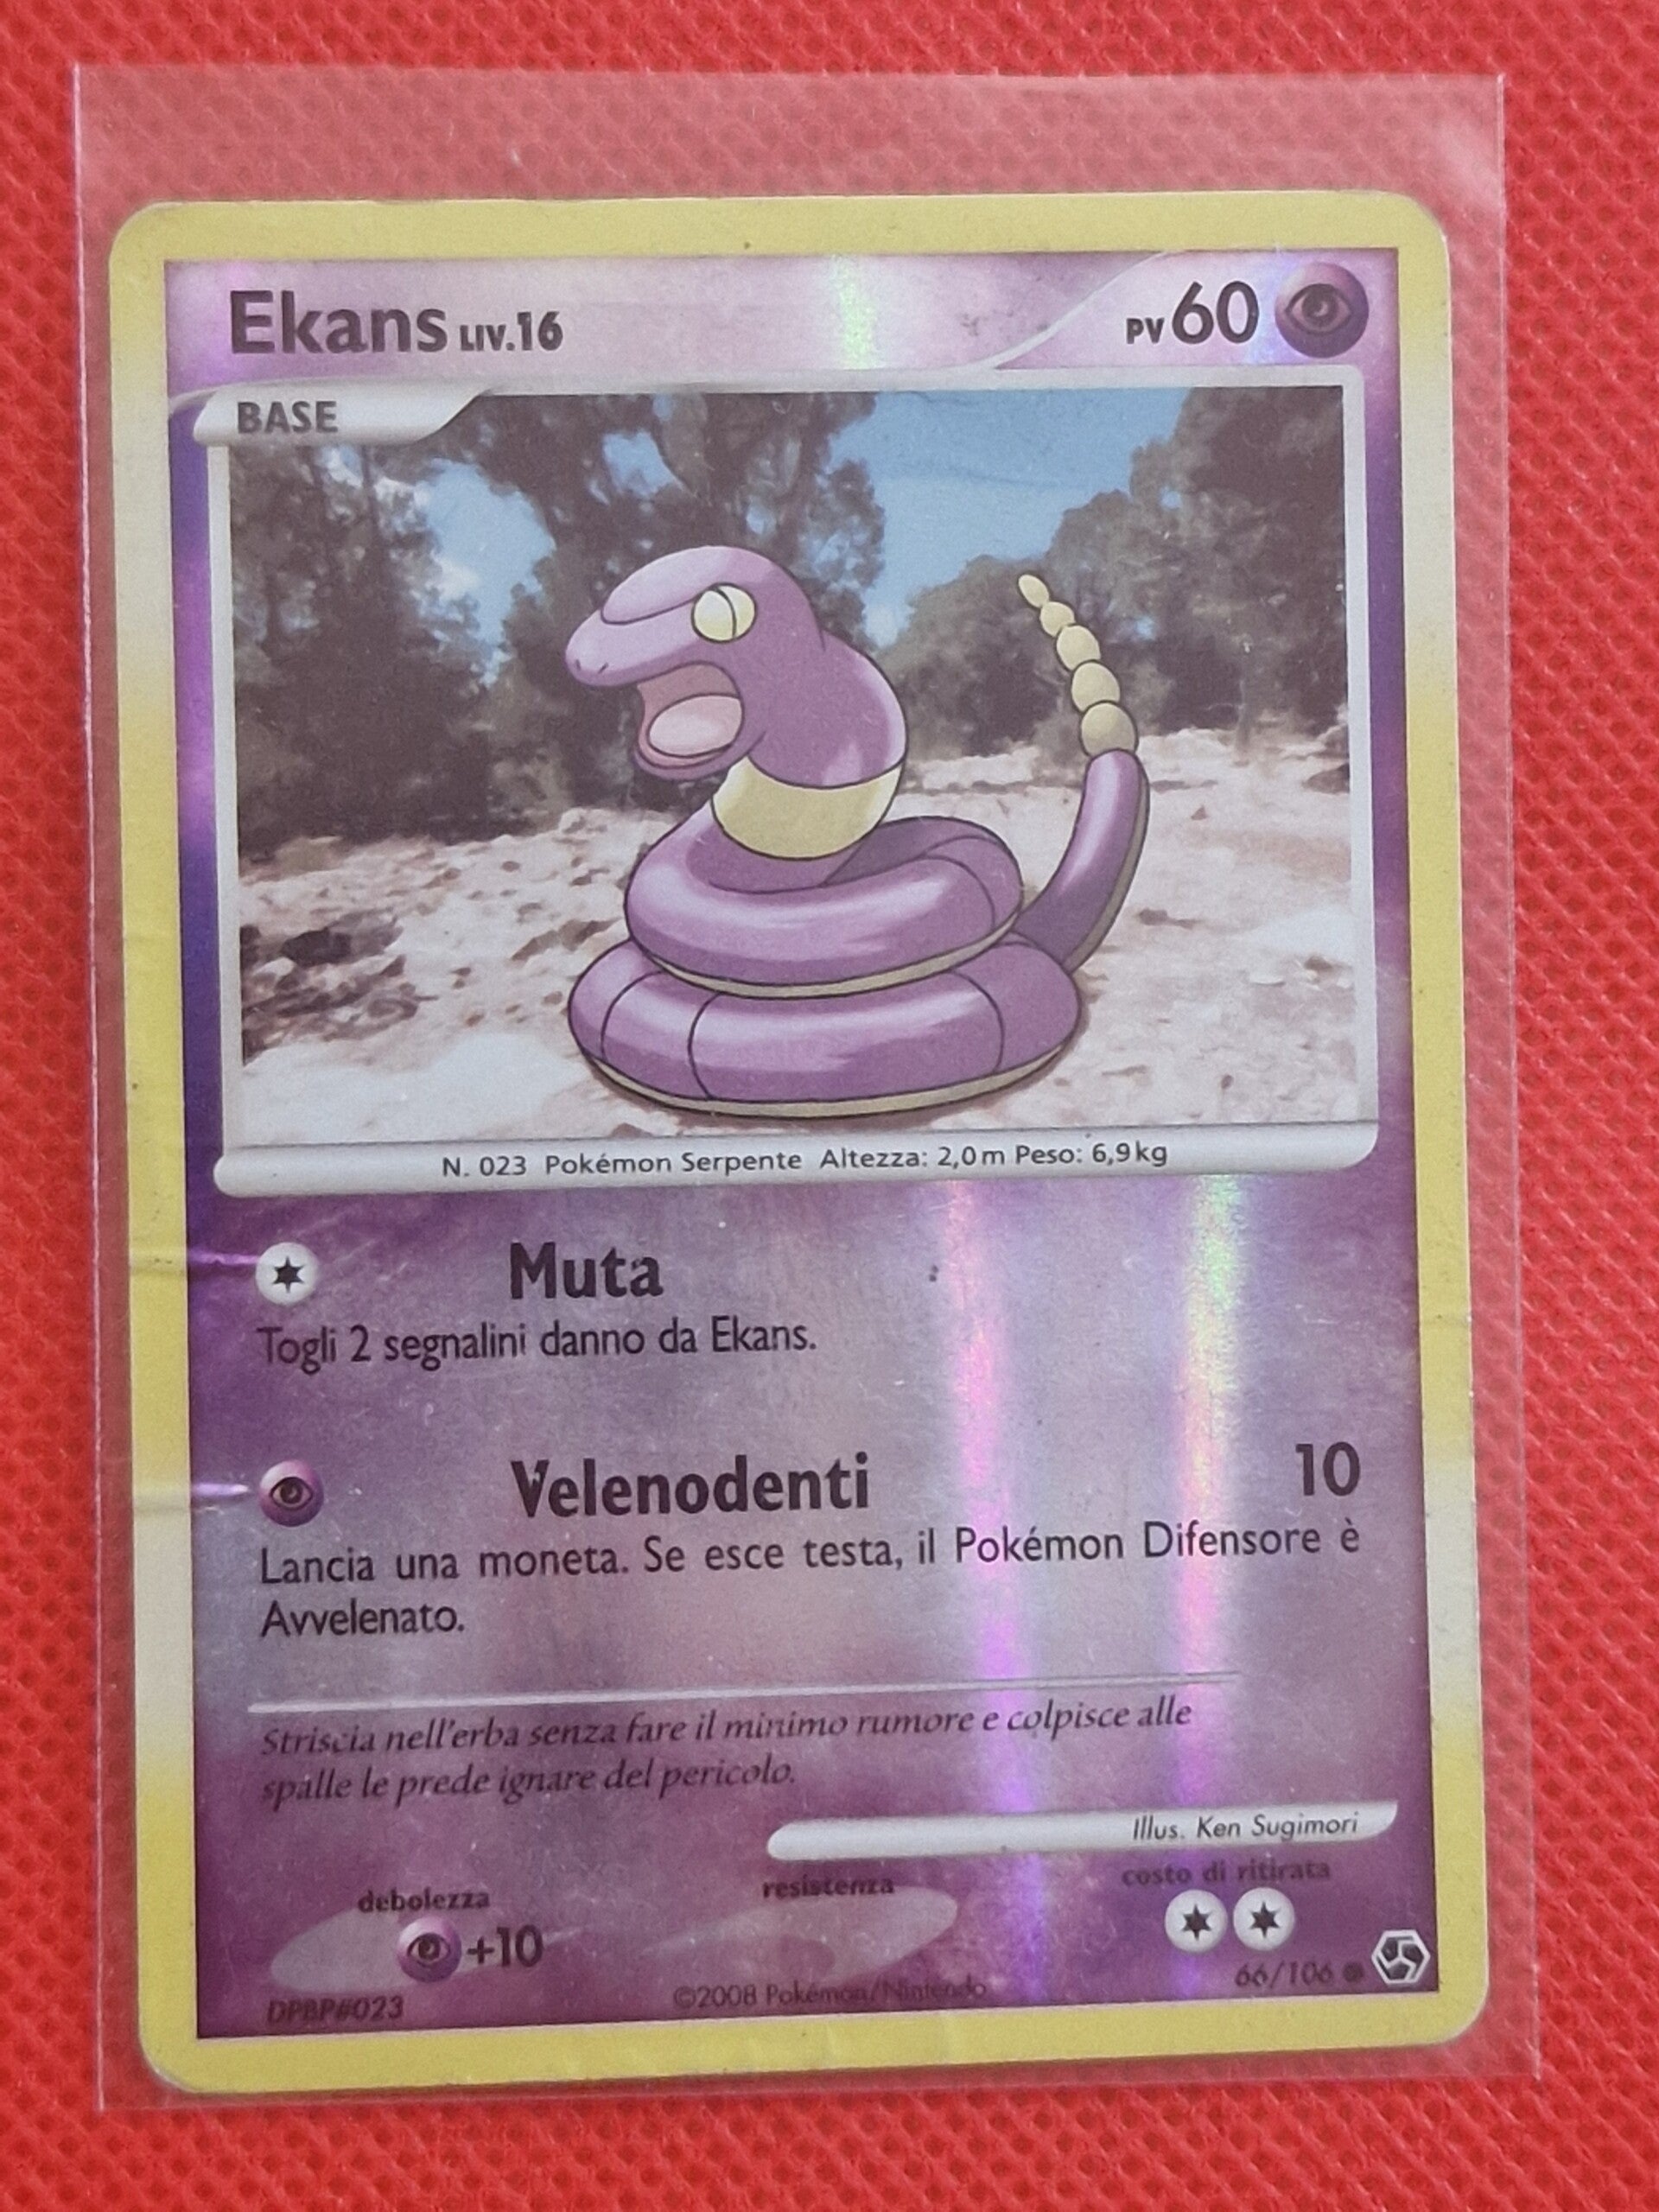 Ekans LIV.16
PV 60
BASE
N. 023 Pokémon Serpente Altezza: 2,0 m Peso: 6,9 kg
Muta
Togli 2 segnalini danno da Ekans.
Velenodenti 10
Lancia una moneta. Se esce testa, il Pokémon Difensore è
Avvelenato.
Striscia nell'erba senza fare il minimo rumore e colpisce alle
spalle le prede ignare del pericolo.
Illus. Ken Sugimori
debolezza resistenza costo di ritirata
+10
66/106
DPBP#023 ©2008 Pokémon/Nintendo